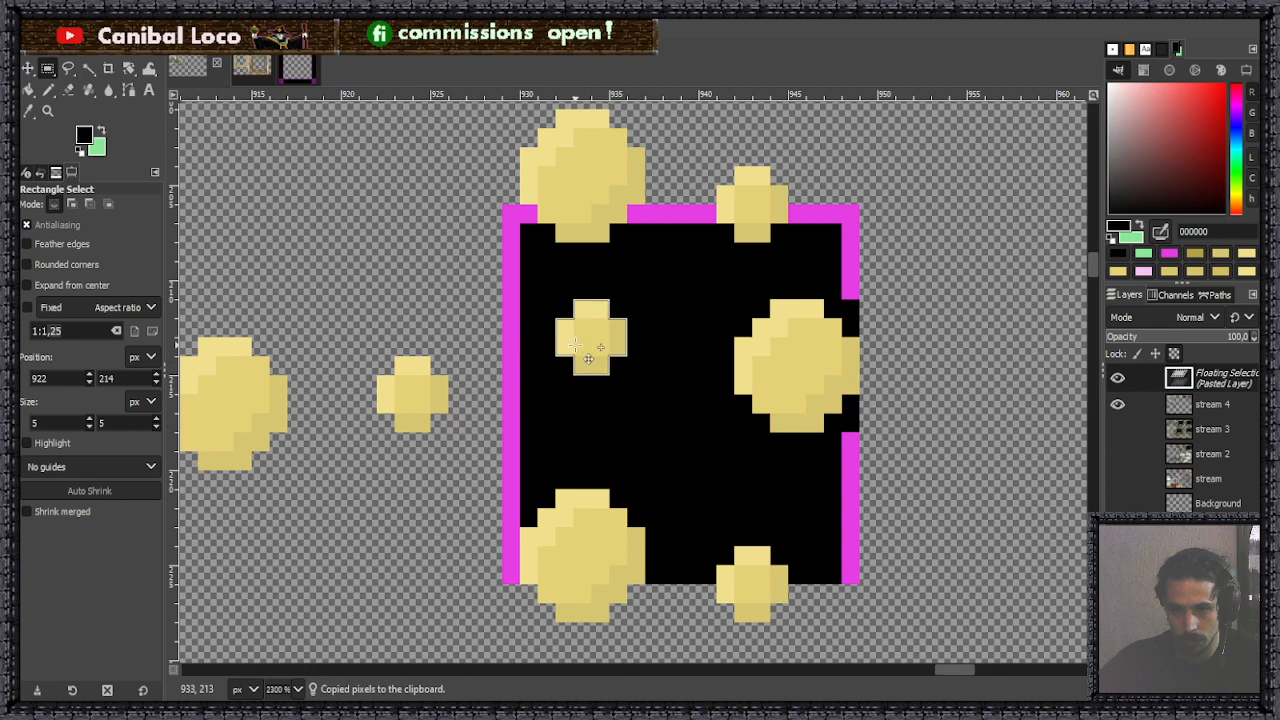 Canibal Loco
fi commissions open!
915
920
930
935
940
945
950
955
960
Rectangle Select
Mode:
Antialiasing
Feather edges
Rounded corners
Expand from center
Fixed Aspect ratio
1:1,25
Position: px
922 214
Size: px
5 5
Highlight
No guides
Auto Shrink
Shrink merged
R
G
B
L
C
h
000000
Layers Channels Paths
Mode Normal
Opacity 100,0
Lock:
Floating Selectio
(Pasted Layer)
stream 4
stream 3
stream 2
stream
Background
933, 213 px 2300 % Copied pixels to the clipboard.